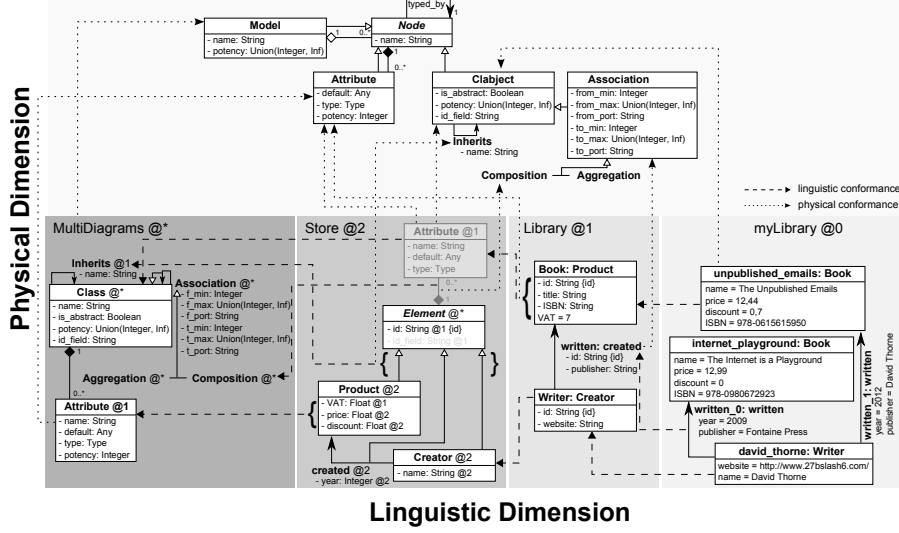 typed_by
1
Model
- name: String
- potency: Union(Integer, Inf)
1
0..*
Node
- name: String
1
0..*
Attribute
- default: Any
- type: Type
- potency: Integer
Clabject
- is_abstract: Boolean
- potency: Union(Integer, Inf)
- id_field: String
Inherits
- name: String
Association
- from_min: Integer
- from_max: Union(Integer, Inf)
- from_port: String
- to_min: Integer
- to_max: Union(Integer, Inf)
- to_port: String
Composition
Aggregation
linguistic conformance
physical conformance
Physical Dimension
MultiDiagrams @*
Inherits @1
- name: String
Class @*
- name: String
- is_abstract: Boolean
- potency: Union(Integer, Inf)
- id_field: String
Association @*
- f_min: Integer
- f_max: Union(Integer, Inf)
- f_port: String
- t_min: Integer
- t_max: Union(Integer, Inf)
- t_port: String
1
0..*
Aggregation @*
Composition @*
Attribute @1
- name: String
- default: Any
- type: Type
- potency: Integer
Store @2
Attribute @1
- name: String
- default: Any
- type: Type
1
Element @*
- id: String @1 {id}
- id_field: String @1
{
}
Product @2
- VAT: Float @1
- price: Float @2
- discount: Float @2
{
created @2
- year: Integer @2
Creator @2
- name: String @2
Library @1
Book: Product
- id: String {id}
- title: String
- ISBN: String
VAT = 7
{
written: created
- id: String {id}
- publisher: String
Writer: Creator
- id: String {id}
- website: String
myLibrary @0
unpublished_emails: Book
name = The Unpublished Emails
price = 12,44
discount = 0,7
ISBN = 978-0615615950
internet_playground: Book
name = The Internet is a Playground
price = 12,99
discount = 0
ISBN = 978-0980672923
written_0: written
year = 2009
publisher = Fontaine Press
written_1: written
year = 2012
publisher = David Thorne
david_thorne: Writer
website = http://www.27bslash6.com/
name = David Thorne
Linguistic Dimension